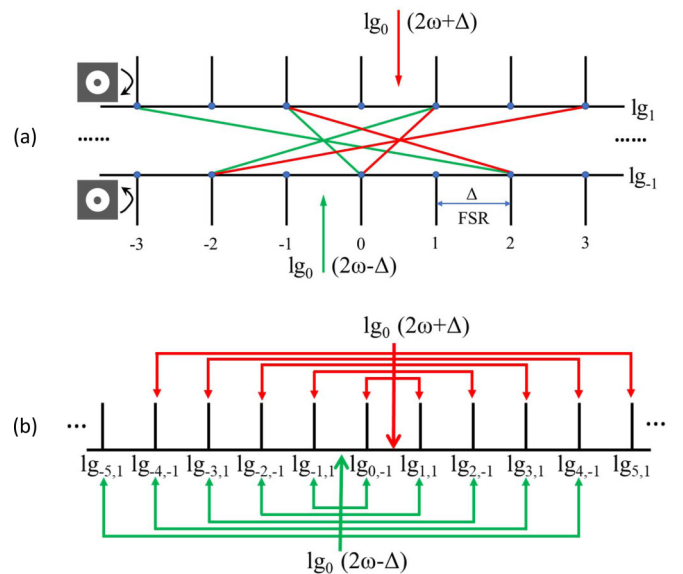 lg₀ (2ω+Δ)
lg₁
(a)
...... ......
lg₋₁
Δ
FSR
-3 -2 -1 0 1 2 3
lg₀ (2ω-Δ)
lg₀ (2ω+Δ)
(b)
... ...
lg₋₅,₁ lg₋₄,₋₁ lg₋₃,₁ lg₋₂,₋₁ lg₋₁,₁ lg₀,₋₁ lg₁,₁ lg₂,₋₁ lg₃,₁ lg₄,₋₁ lg₅,₁
lg₀ (2ω-Δ)